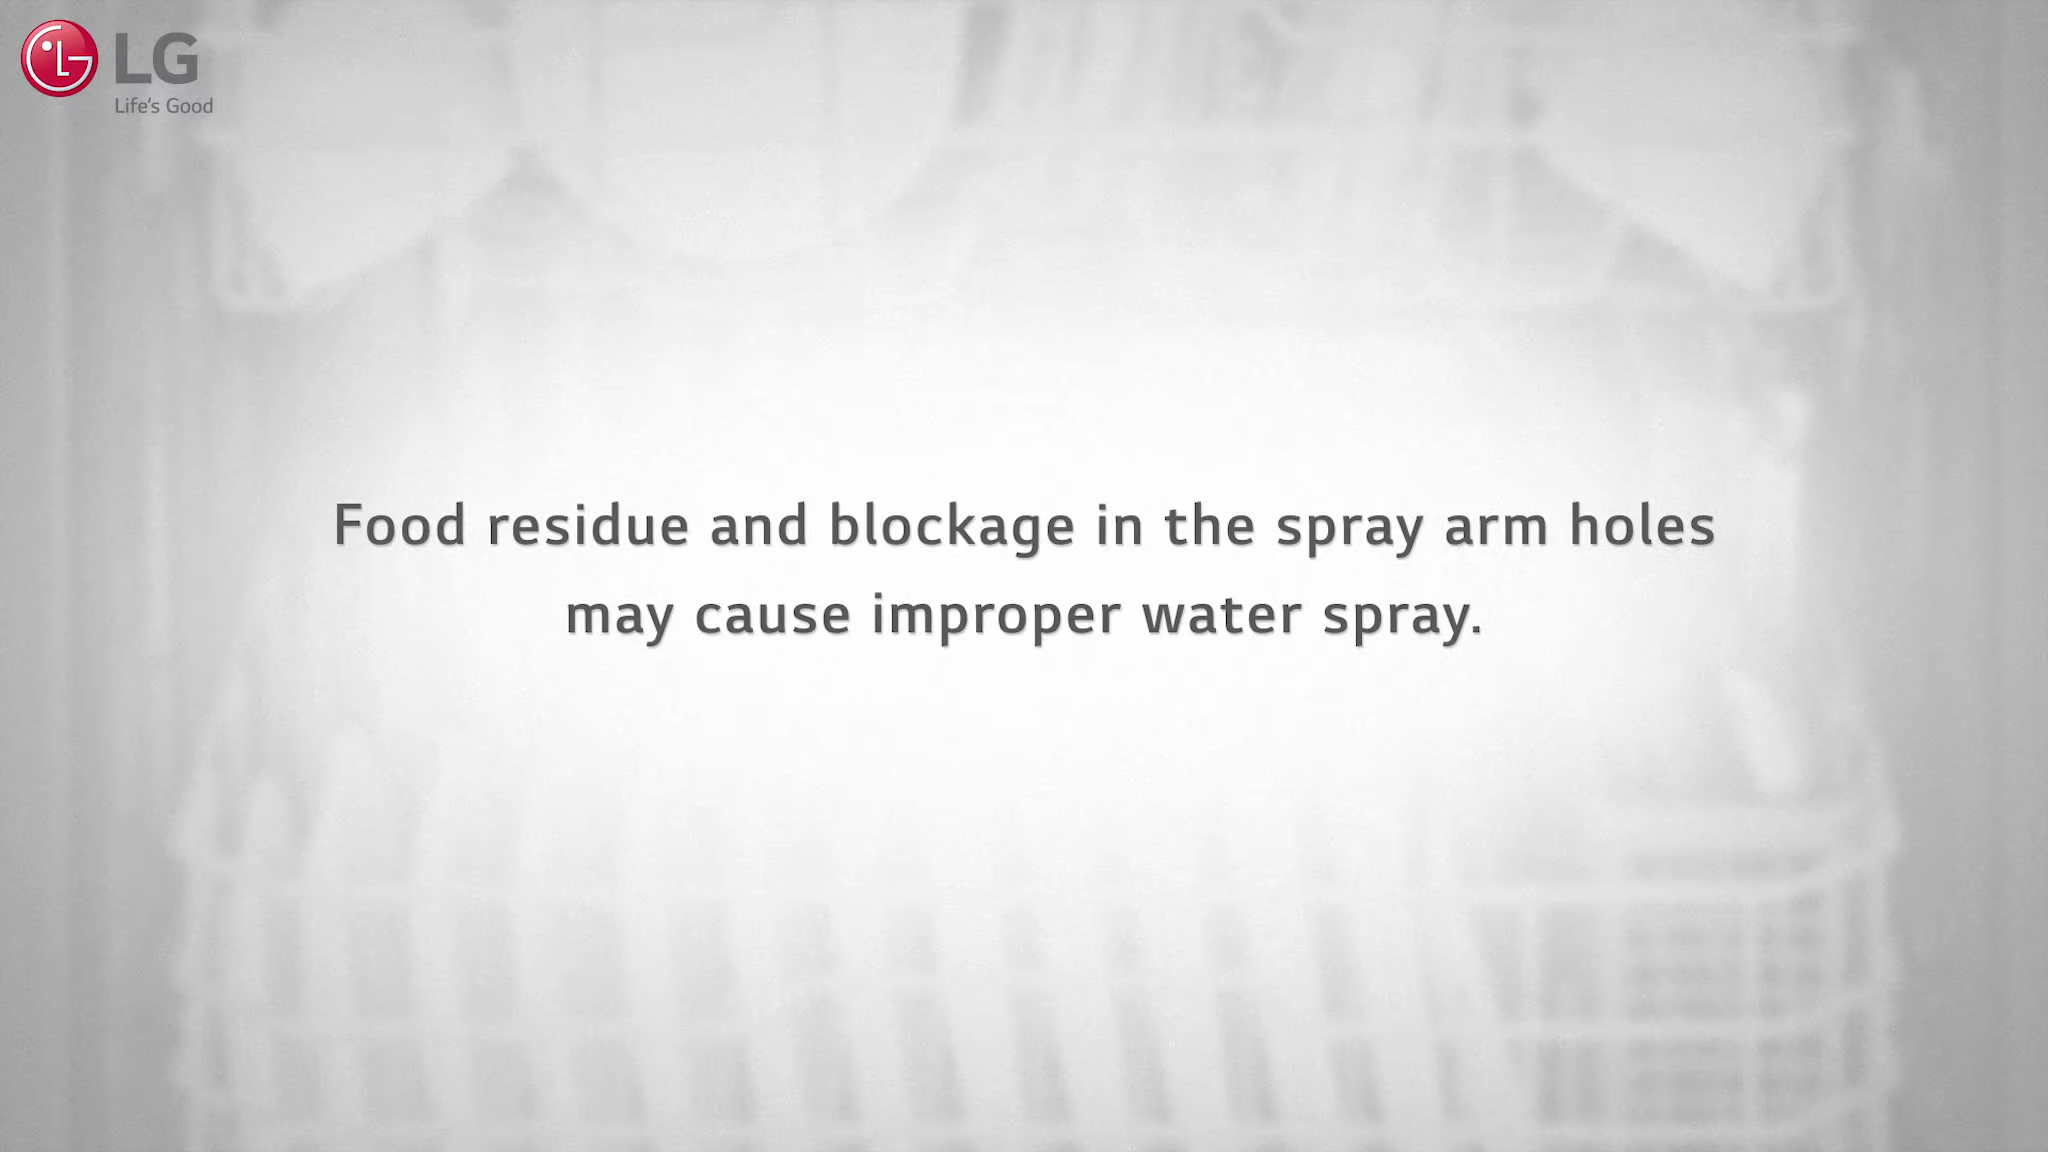 LG
Life's Good
Food residue and blockage in the spray arm holes
may cause improper water spray.